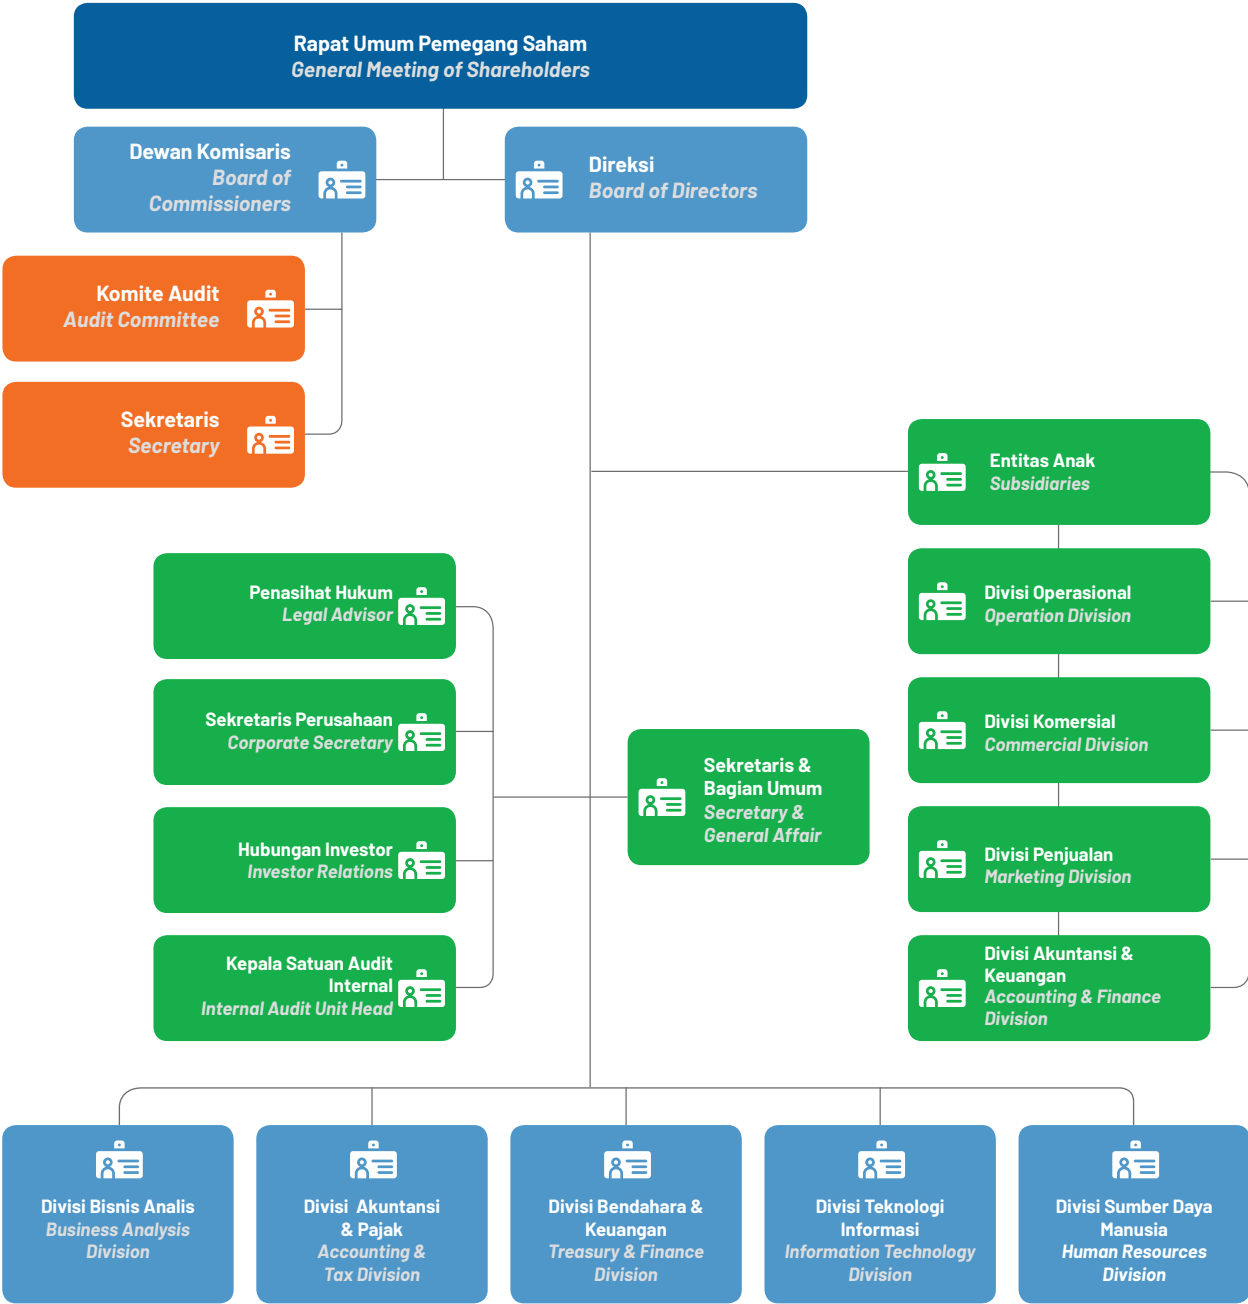 Rapat Umum Pemegang Saham
General Meeting of Shareholders
Dewan Komisaris
Board of
Commissioners
Direksi
Board of Directors
Komite Audit
Audit Committee
Sekretaris
Secretary
Entitas Anak
Subsidiaries
Divisi Operasional
Operation Division
Divisi Komersial
Commercial Division
Divisi Penjualan
Marketing Division
Divisi Akuntansi &
Keuangan
Accounting & Finance
Division
Penasihat Hukum
Legal Advisor
Sekretaris Perusahaan
Corporate Secretary
Hubungan Investor
Investor Relations
Kepala Satuan Audit
Internal
Internal Audit Unit Head
Sekretaris &
Bagian Umum
Secretary &
General Affair
Divisi Bisnis Analis
Business Analysis
Division
Divisi Akuntansi
& Pajak
Accounting &
Tax Division
Divisi Bendahara &
Keuangan
Treasury & Finance
Division
Divisi Teknologi
Informasi
Information Technology
Division
Divisi Sumber Daya
Manusia
Human Resources
Division